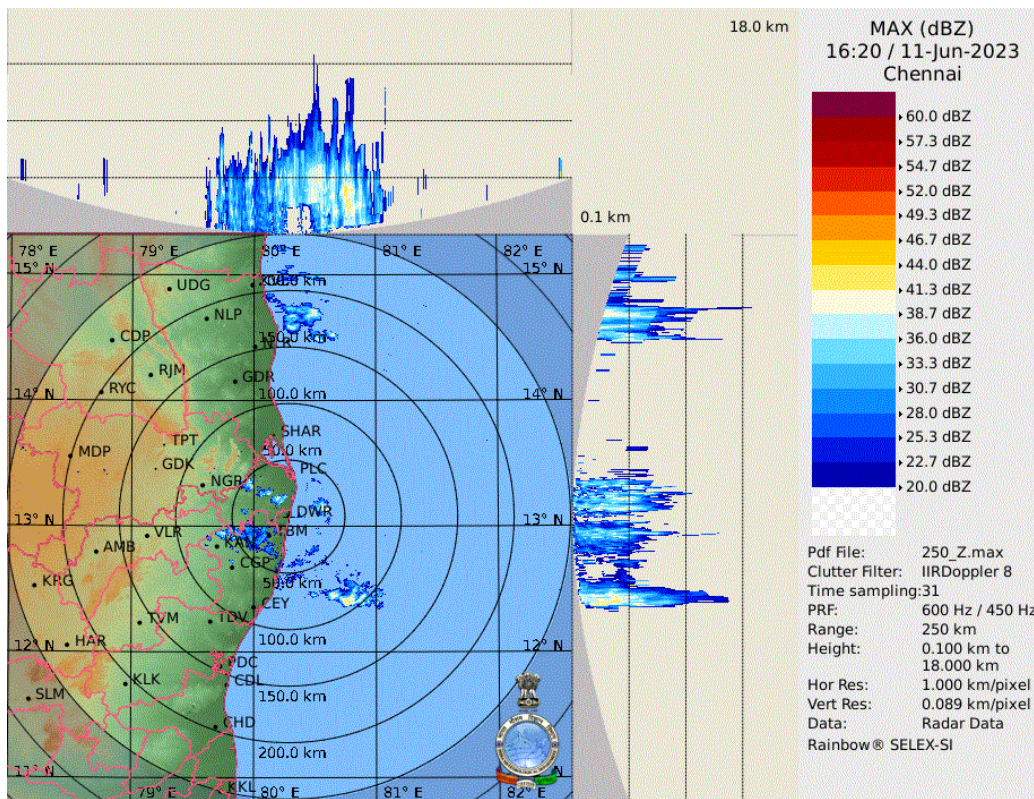 18.0 km
0.1 km
MAX (dBZ)
16:20 / 11-Jun-2023
Chennai
60.0 dBZ
57.3 dBZ
54.7 dBZ
52.0 dBZ
49.3 dBZ
46.7 dBZ
44.0 dBZ
41.3 dBZ
38.7 dBZ
36.0 dBZ
33.3 dBZ
30.7 dBZ
28.0 dBZ
25.3 dBZ
22.7 dBZ
20.0 dBZ
Pdf File: 250_Z.max
Clutter Filter: IIRDoppler 8
Time sampling:31
PRF: 600 Hz / 450 Hz
Range: 250 km
Height: 0.100 km to
18.000 km
Hor Res: 1.000 km/pixel
Vert Res: 0.089 km/pixel
Data: Radar Data
Rainbow® SELEX-SI
78° E 79° E 80° E 81° E 82° E
15° N
UDG
NLP
150.0 km
CDP
RJM
GDR
RYC
100.0 km
14° N
SHAR
TPT
50.0 km
MDP
GDK
PLC
NGR
13° N 13° N
VLR
AMB
CGP
KRG
50.0 km
CEY
TVM
TDV
HAR
100.0 km
12° N 12° N
CDL
KLK
SLM
150.0 km
CHD
200.0 km
11° N
KKL
79° E 80° E 81° E 82° E